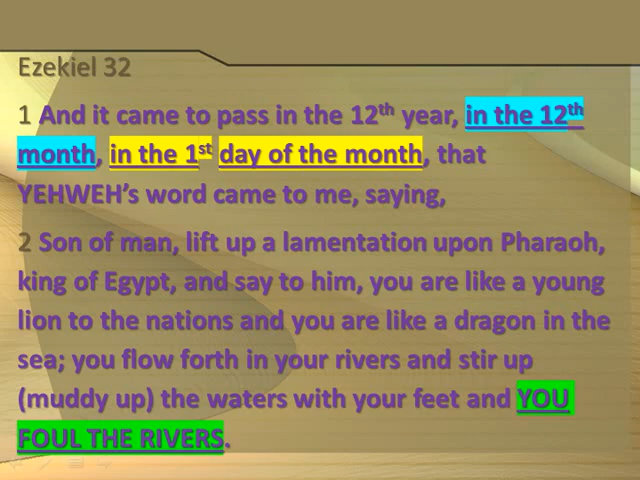 Ezekiel 32
1 And it came to pass in the 12th year, in the 12th
month, in the 1st day of the month, that
YEHWEH’s word came to me, saying,
2 Son of man, lift up a lamentation upon Pharaoh,
king of Egypt, and say to him, you are like a young
lion to the nations and you are like a dragon in the
sea; you flow forth in your rivers and stir up
(muddy up) the waters with your feet and YOU
FOUL THE RIVERS.